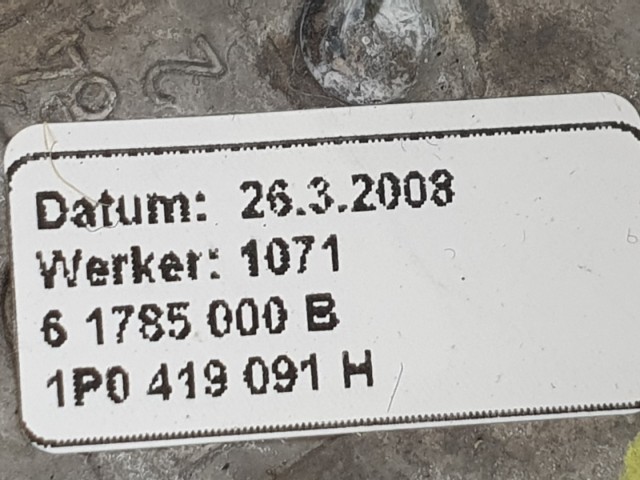 Datum: 26.3.2008
Werker: 1071
6 1785 000 B
1P0 419 091 H